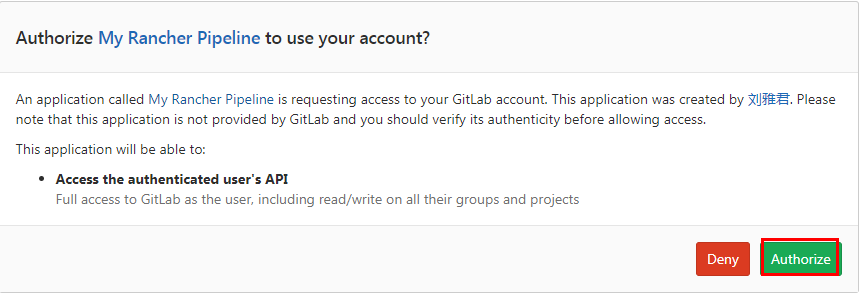 Authorize My Rancher Pipeline to use your account?
An application called My Rancher Pipeline is requesting access to your GitLab account. This application was created by 刘雅君. Please
note that this application is not provided by GitLab and you should verify its authenticity before allowing access.
This application will be able to:
• Access the authenticated user's API
Full access to GitLab as the user, including read/write on all their groups and projects
Deny Authorize